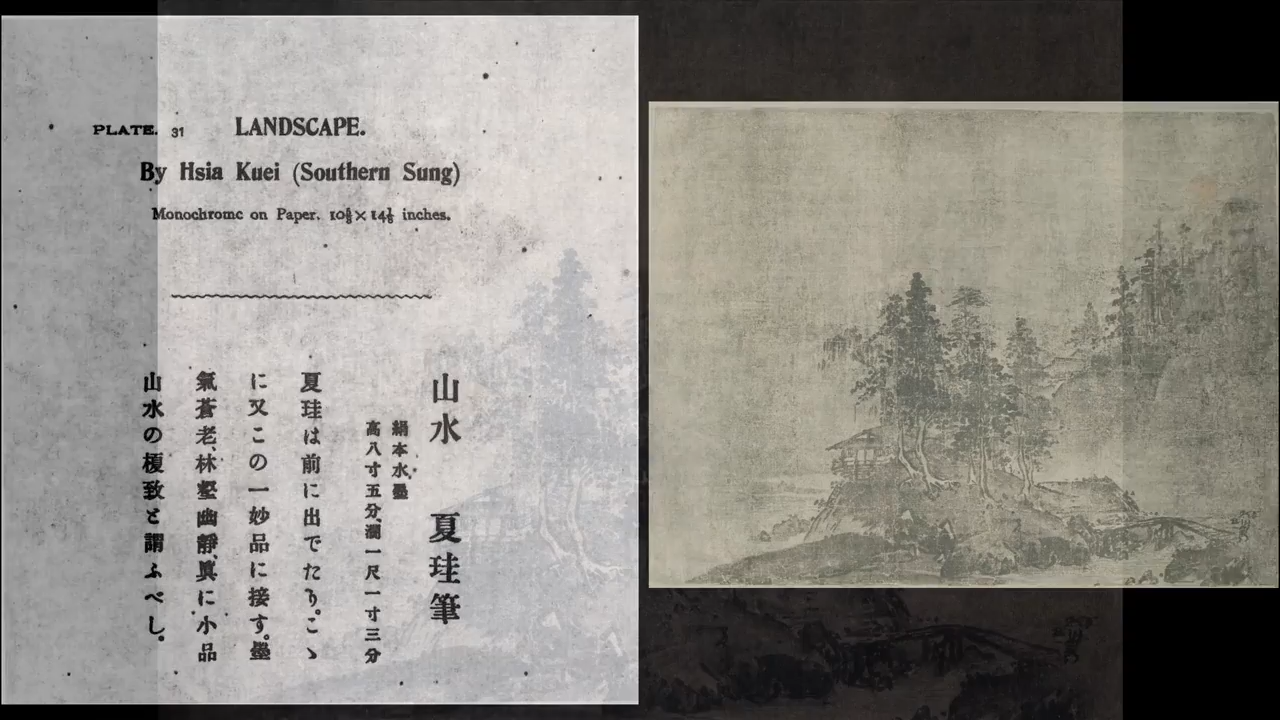 PLATE. 31 LANDSCAPE.
By Hsia Kuei (Southern Sung)
Monochrome on Paper. 10⅝ × 14⅛ inches.
山水 夏珪筆
絹本水墨
高八寸五分、濶一尺一寸三分
夏珪は前に出でたり。こゝ
に又この一妙品に接す。墨
氣蒼老、林壑幽靜、眞に小品
山水の極致と謂ふべし。